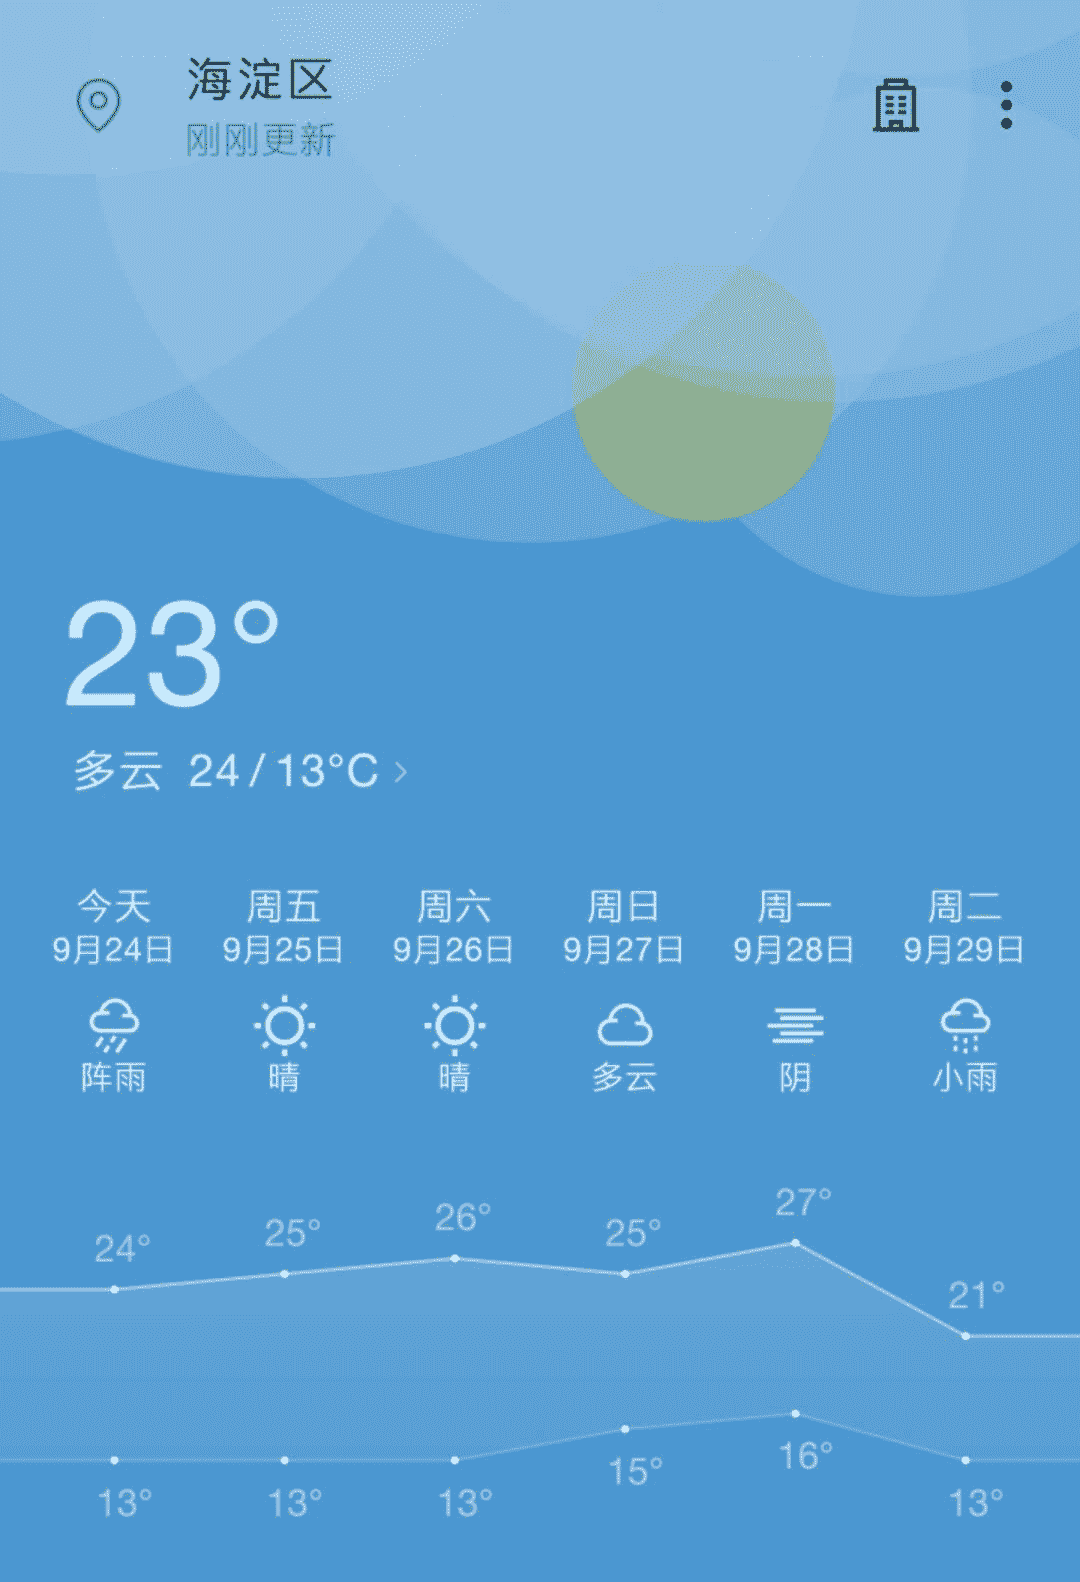 海淀区
刚刚更新
23°
多云 24/13°C
今天 周五 周六 周日 周一 周二
9月24日 9月25日 9月26日 9月27日 9月28日 9月29日
阵雨 晴 晴 多云 阴 小雨
24° 25° 26° 25° 27° 21°
13° 13° 13° 15° 16° 13°